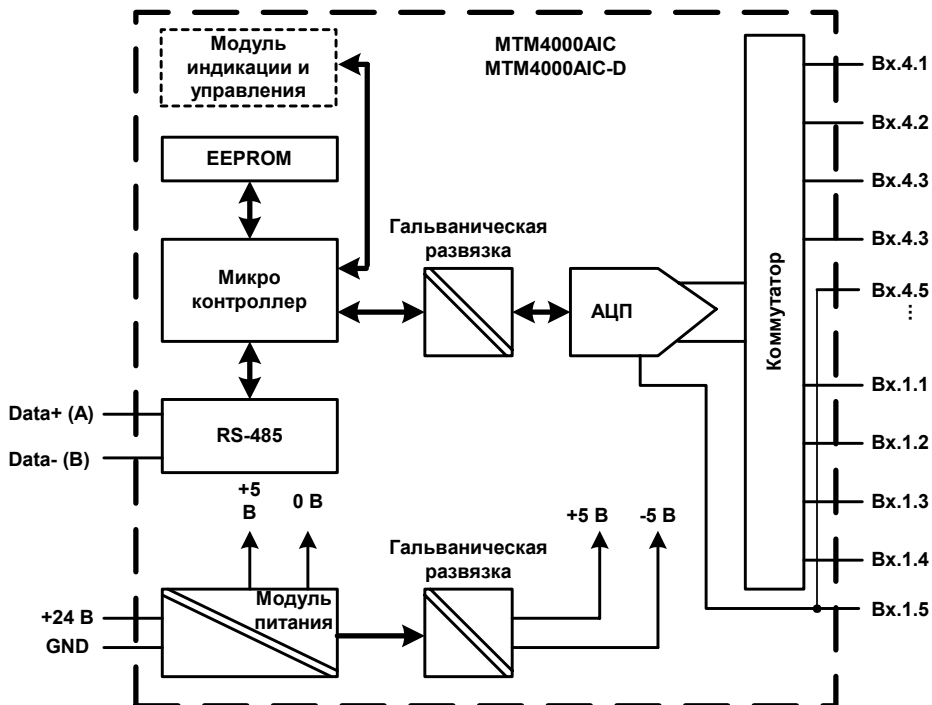 Модуль
индикации и
управления
МТМ4000AIC
МТМ4000AIC-D
EEPROM
Гальваническая
развязка
Микро
контроллер
АЦП
Коммутатор
RS-485
Data+ (A)
Data- (B)
+5
В
0 В
+5 В
-5 В
Гальваническая
развязка
Модуль
питания
+24 В
GND
Вх.4.1
Вх.4.2
Вх.4.3
Вх.4.3
Вх.4.5
...
Вх.1.1
Вх.1.2
Вх.1.3
Вх.1.4
Вх.1.5